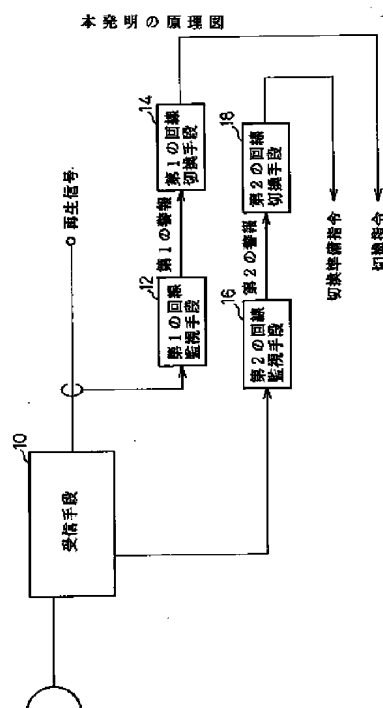 本発明の原理図
10
受信手段
再生信号
12
第1の回線
監視手段
第1の警報
14
第1の回線
切換手段
16
第2の回線
監視手段
第2の警報
18
第2の回線
切換手段
切換準備指令
切換指令